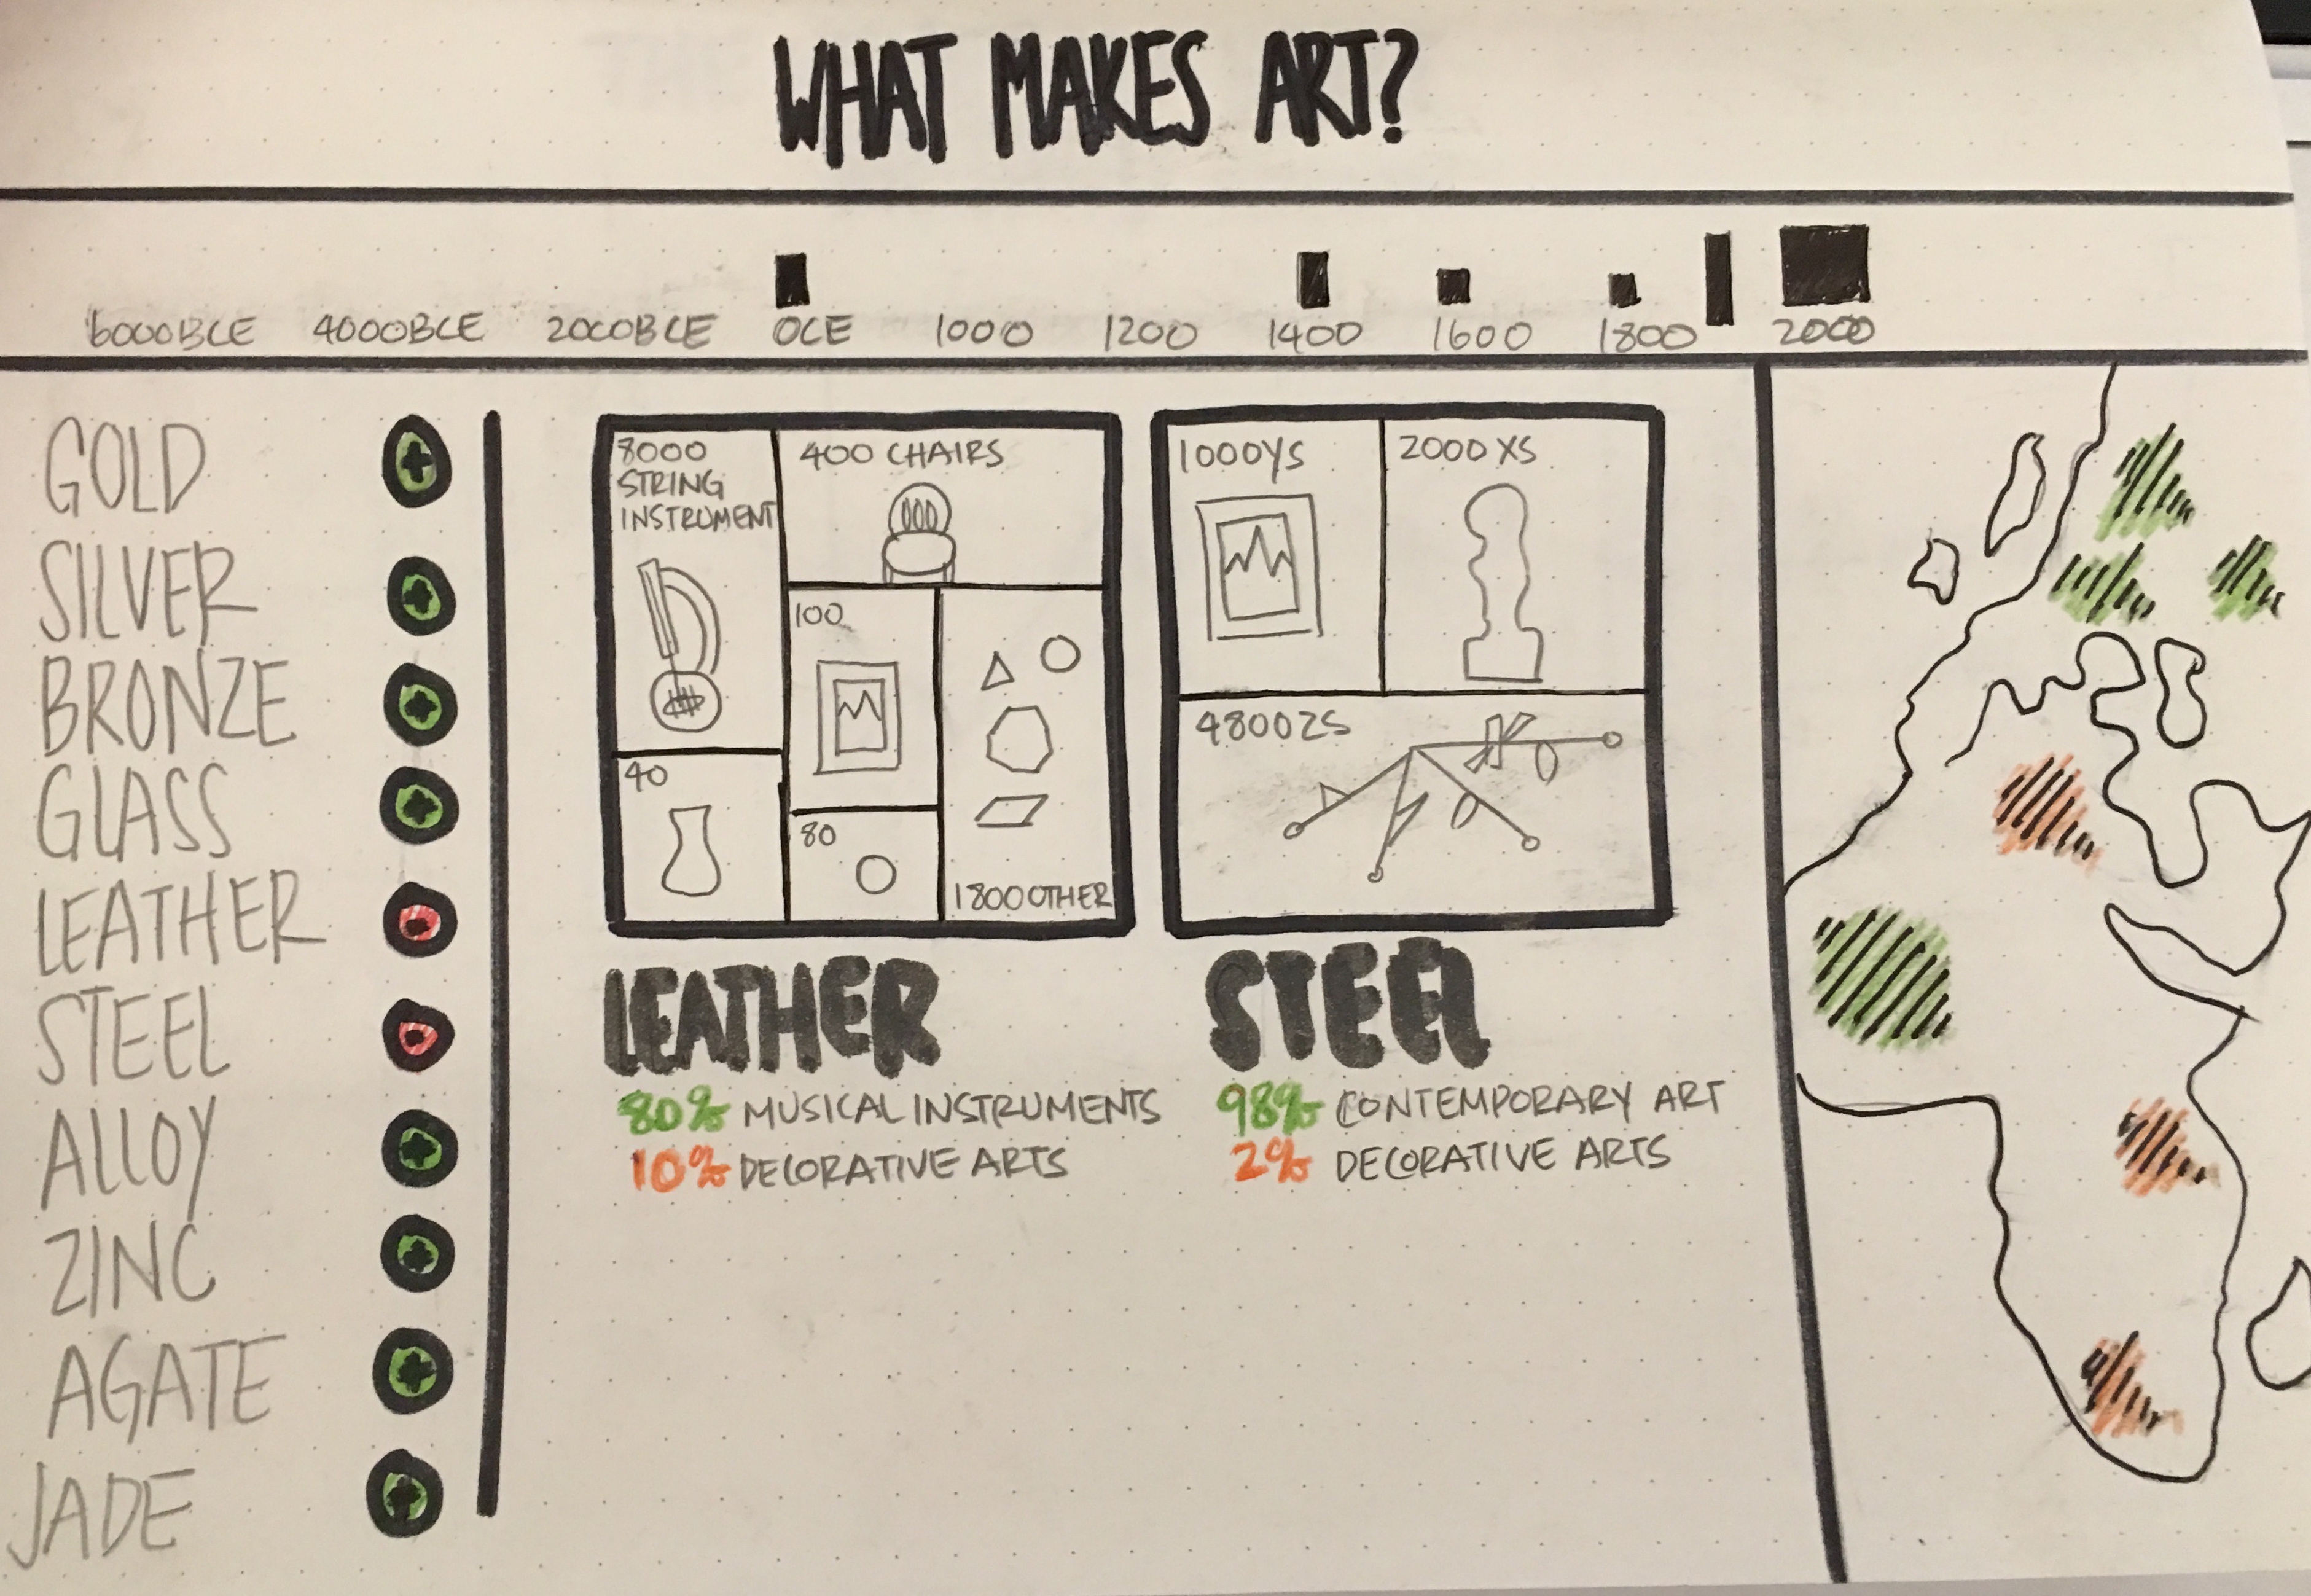 WHAT MAKES ART?
6000BCE 4000BCE 2000BCE 0CE 1000 1200 1400 1600 1800 2000
GOLD
SILVER
BRONZE
GLASS
LEATHER
STEEL
ALLOY
ZINC
AGATE
JADE
8000
STRING
INSTRUMENT
400 CHAIRS
100
40
80
1800 OTHER
LEATHER
80% MUSICAL INSTRUMENTS
10% DECORATIVE ARTS
1000YS
2000 XS
4800ZS
STEEL
98% CONTEMPORARY ART
2% DECORATIVE ARTS